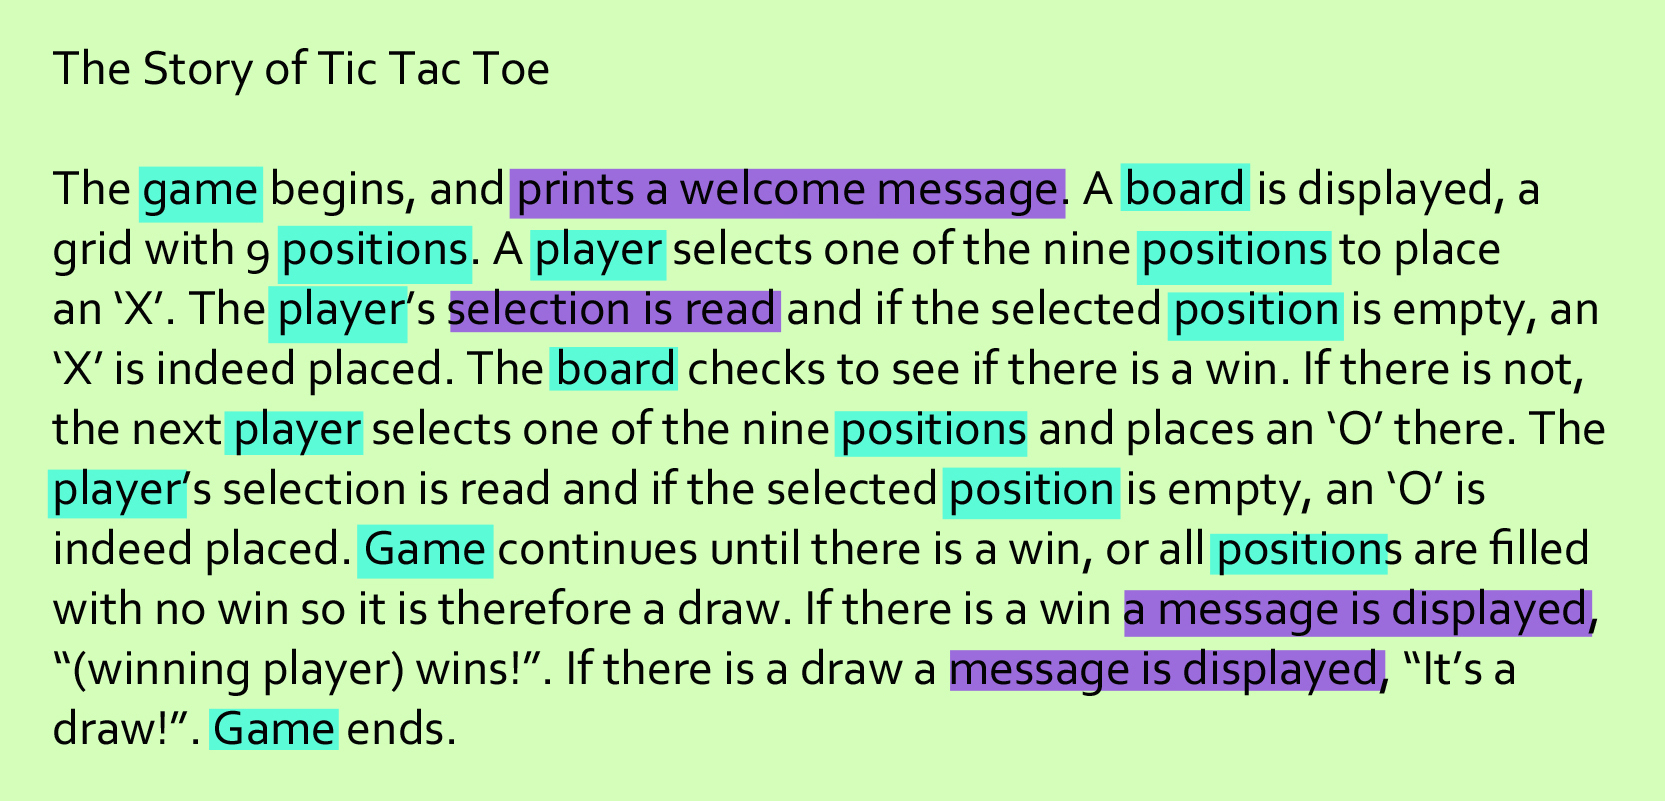 The Story of Tic Tac Toe
The game begins, and prints a welcome message. A board is displayed, a
grid with 9 positions. A player selects one of the nine positions to place
an ‘X’. The player’s selection is read and if the selected position is empty, an
‘X’ is indeed placed. The board checks to see if there is a win. If there is not,
the next player selects one of the nine positions and places an ‘O’ there. The
player’s selection is read and if the selected position is empty, an ‘O’ is
indeed placed. Game continues until there is a win, or all positions are filled
with no win so it is therefore a draw. If there is a win a message is displayed,
“(winning player) wins!”. If there is a draw a message is displayed, “It’s a
draw!”. Game ends.